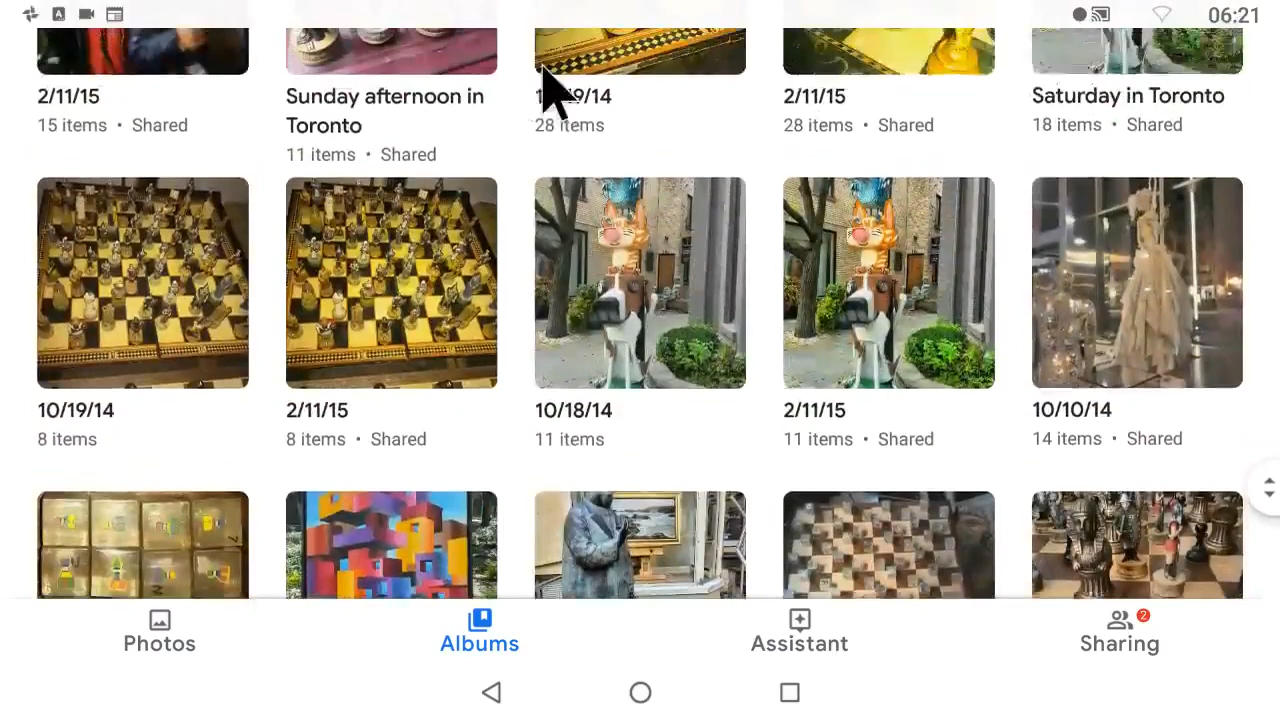 06:21
2/11/15
15 items • Shared
Sunday afternoon in
Toronto
11 items • Shared
28 items
2/11/15
28 items • Shared
Saturday in Toronto
18 items • Shared
10/19/14
8 items
2/11/15
8 items • Shared
10/18/14
11 items
2/11/15
11 items • Shared
10/10/14
14 items • Shared
Photos
Albums
Assistant
2
Sharing